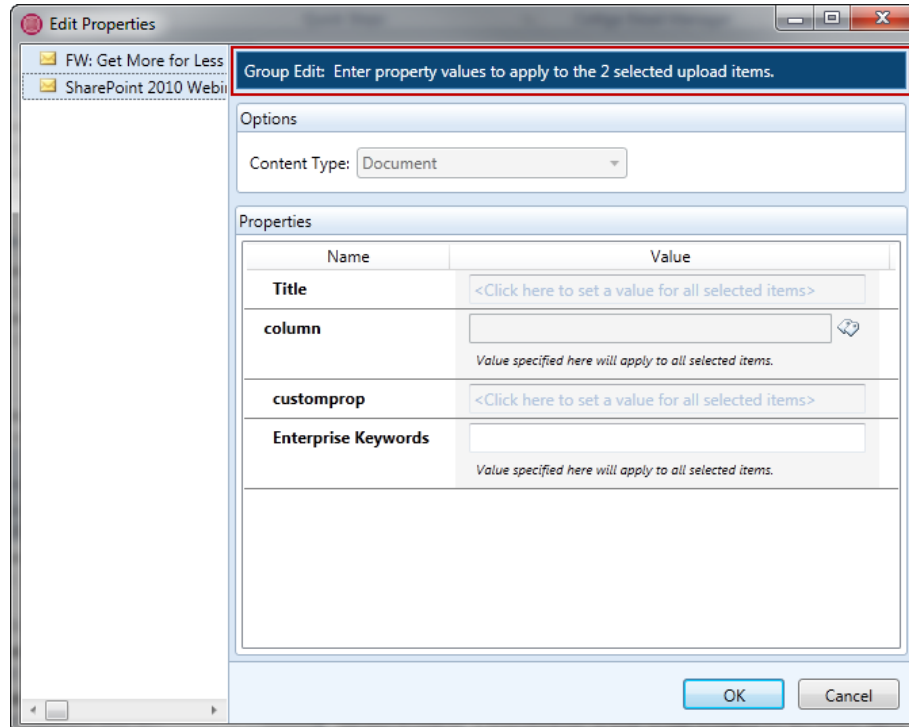 Edit Properties
FW: Get More for Less
SharePoint 2010 Webi
Group Edit: Enter property values to apply to the 2 selected upload items.
Options
Content Type: Document
Properties
Name Value
Title <Click here to set a value for all selected items>
column
Value specified here will apply to all selected items.
customprop <Click here to set a value for all selected items>
Enterprise Keywords
Value specified here will apply to all selected items.
OK Cancel